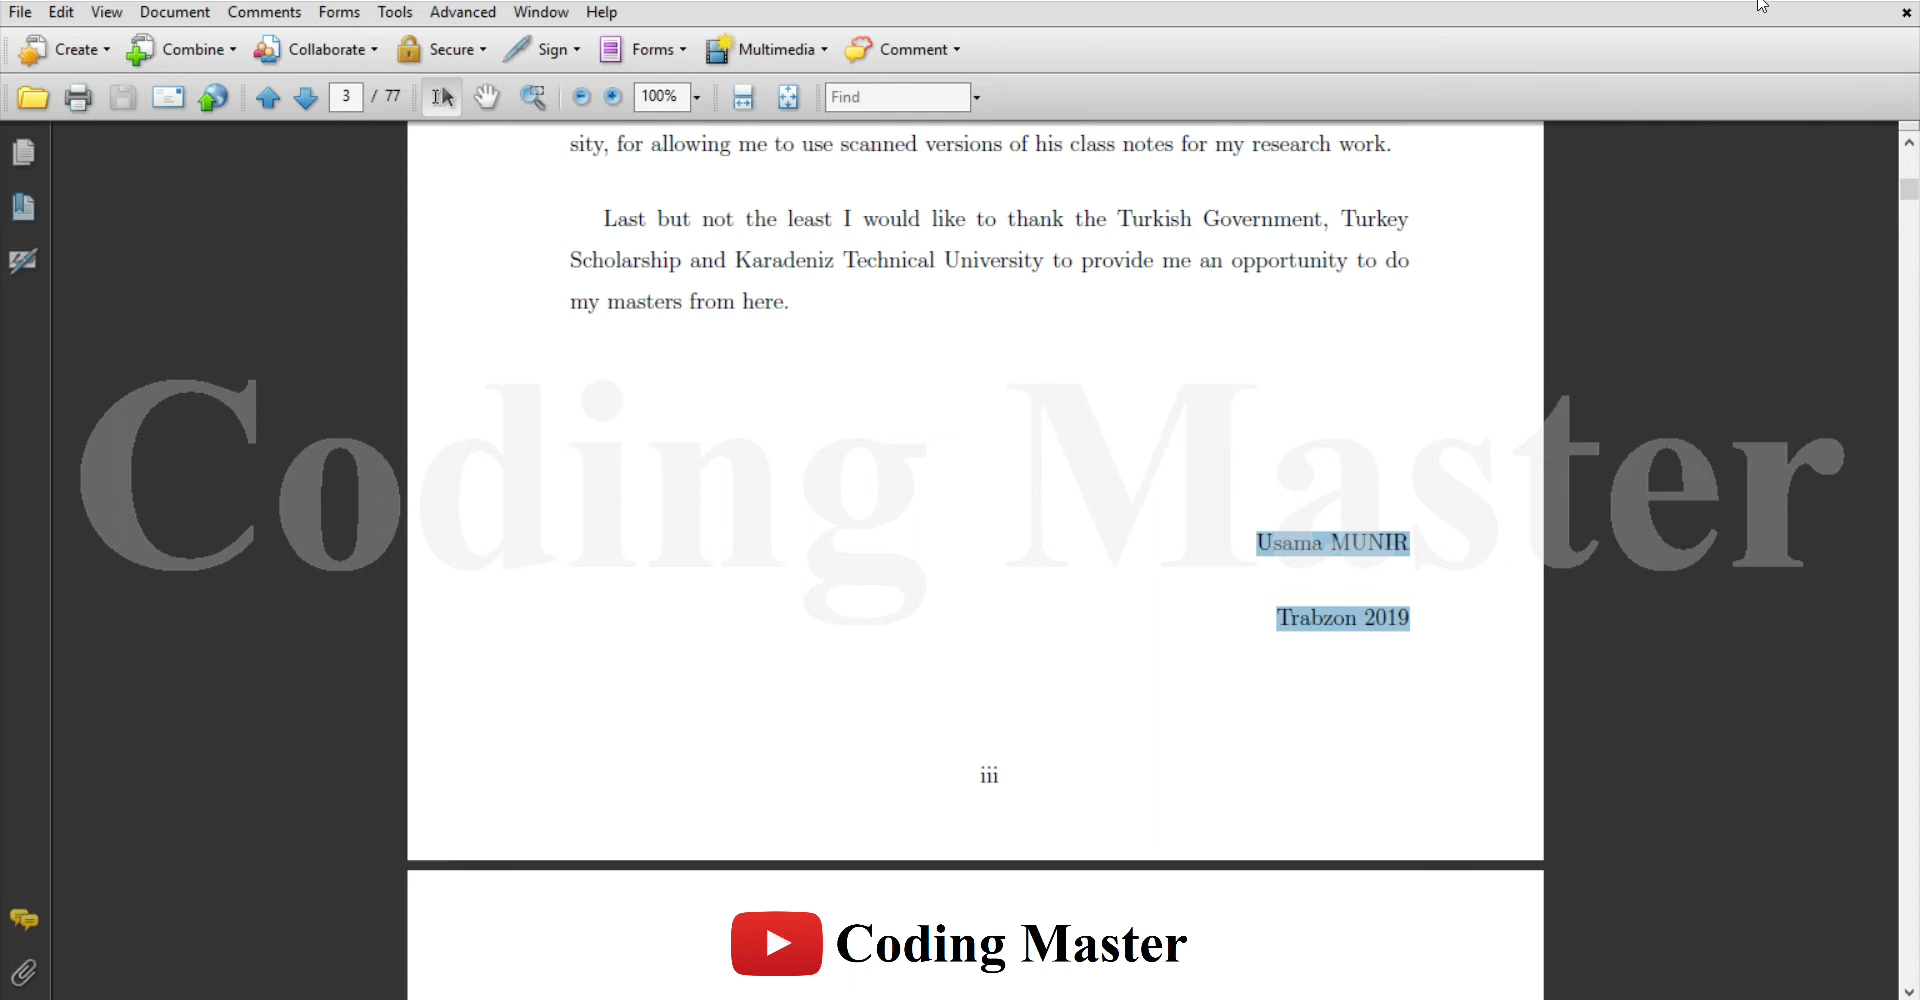 File Edit View Document Comments Forms Tools Advanced Window Help
Create Combine Collaborate Secure Sign Forms Multimedia Comment
3 / 77 100% Find
sity, for allowing me to use scanned versions of his class notes for my research work.
Last but not the least I would like to thank the Turkish Government, Turkey
Scholarship and Karadeniz Technical University to provide me an opportunity to do
my masters from here.
Coding Master
Usama MUNIR
Trabzon 2019
iii
Coding Master